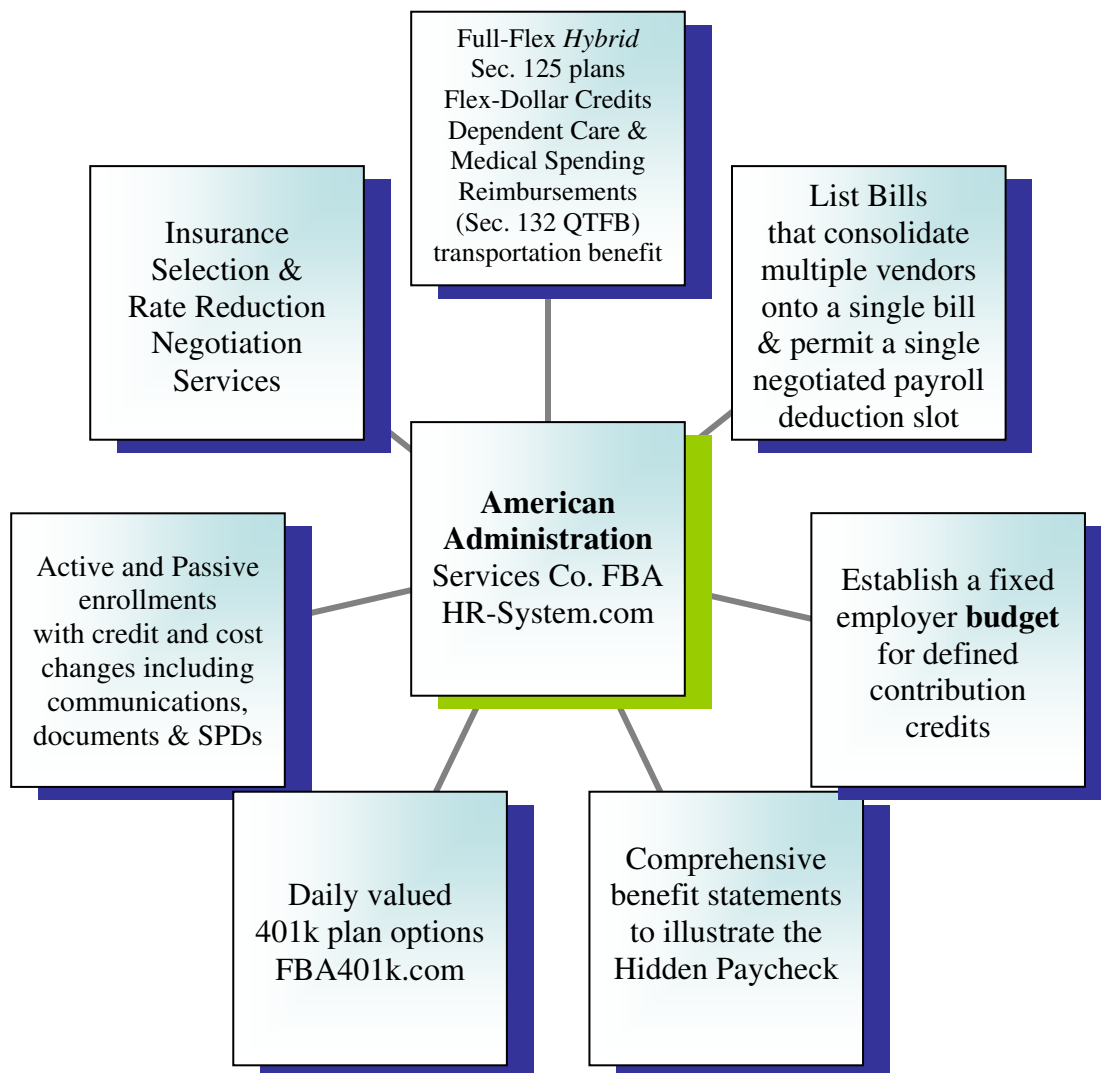 Full-Flex Hybrid
Sec. 125 plans
Flex-Dollar Credits
Dependent Care &
Medical Spending
Reimbursements
(Sec. 132 QTFB)
transportation benefit
Insurance
Selection &
Rate Reduction
Negotiation
Services
List Bills
that consolidate
multiple vendors
onto a single bill
& permit a single
negotiated payroll
deduction slot
American
Administration
Services Co. FBA
HR-System.com
Active and Passive
enrollments
with credit and cost
changes including
communications,
documents & SPDs
Establish a fixed
employer budget
for defined
contribution
credits
Daily valued
401k plan options
FBA401k.com
Comprehensive
benefit statements
to illustrate the
Hidden Paycheck